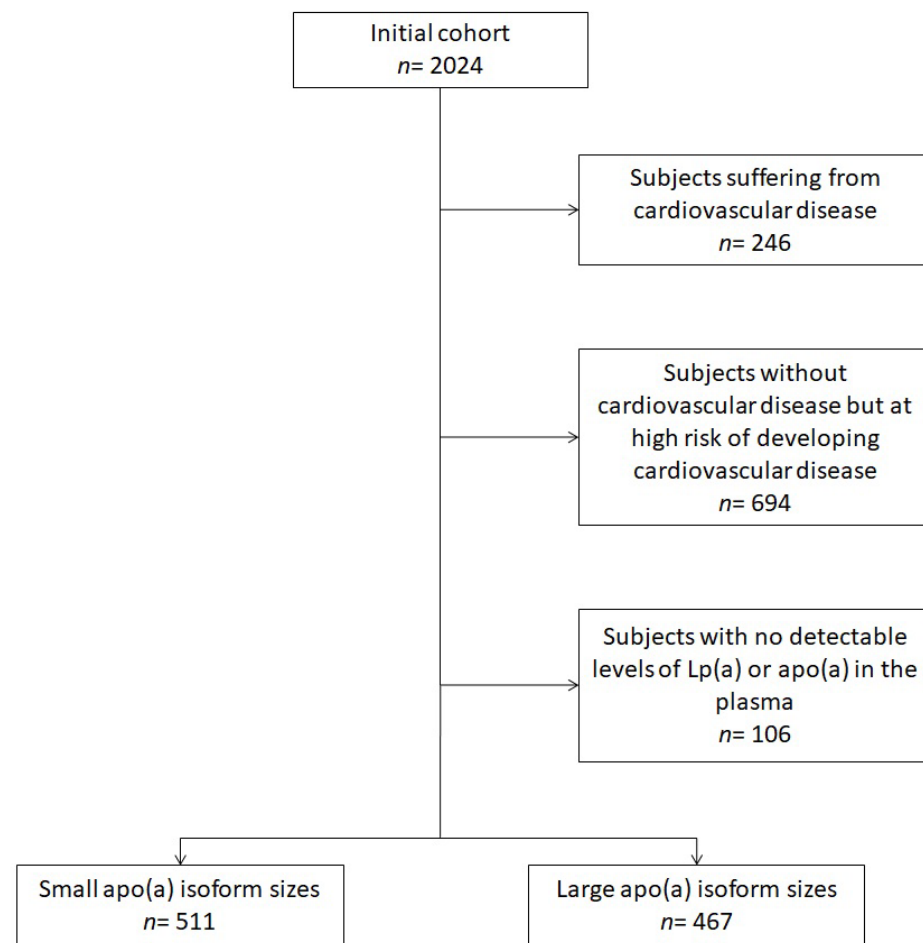 Initial cohort
n= 2024
Subjects suffering from
cardiovascular disease
n= 246
Subjects without
cardiovascular disease but at
high risk of developing
cardiovascular disease
n= 694
Subjects with no detectable
levels of Lp(a) or apo(a) in the
plasma
n= 106
Small apo(a) isoform sizes
n= 511
Large apo(a) isoform sizes
n= 467